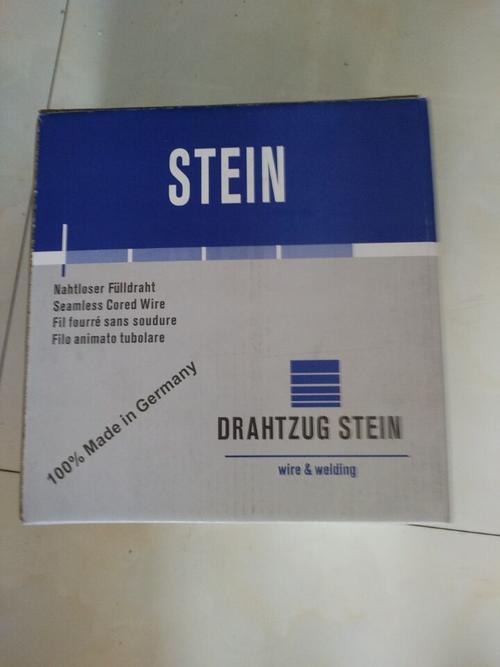 STEIN
Nahtloser Fülldraht
Seamless Cored Wire
Fil fourré sans soudure
Filo animato tubolare
100% Made in Germany
DRAHTZUG STEIN
wire & welding